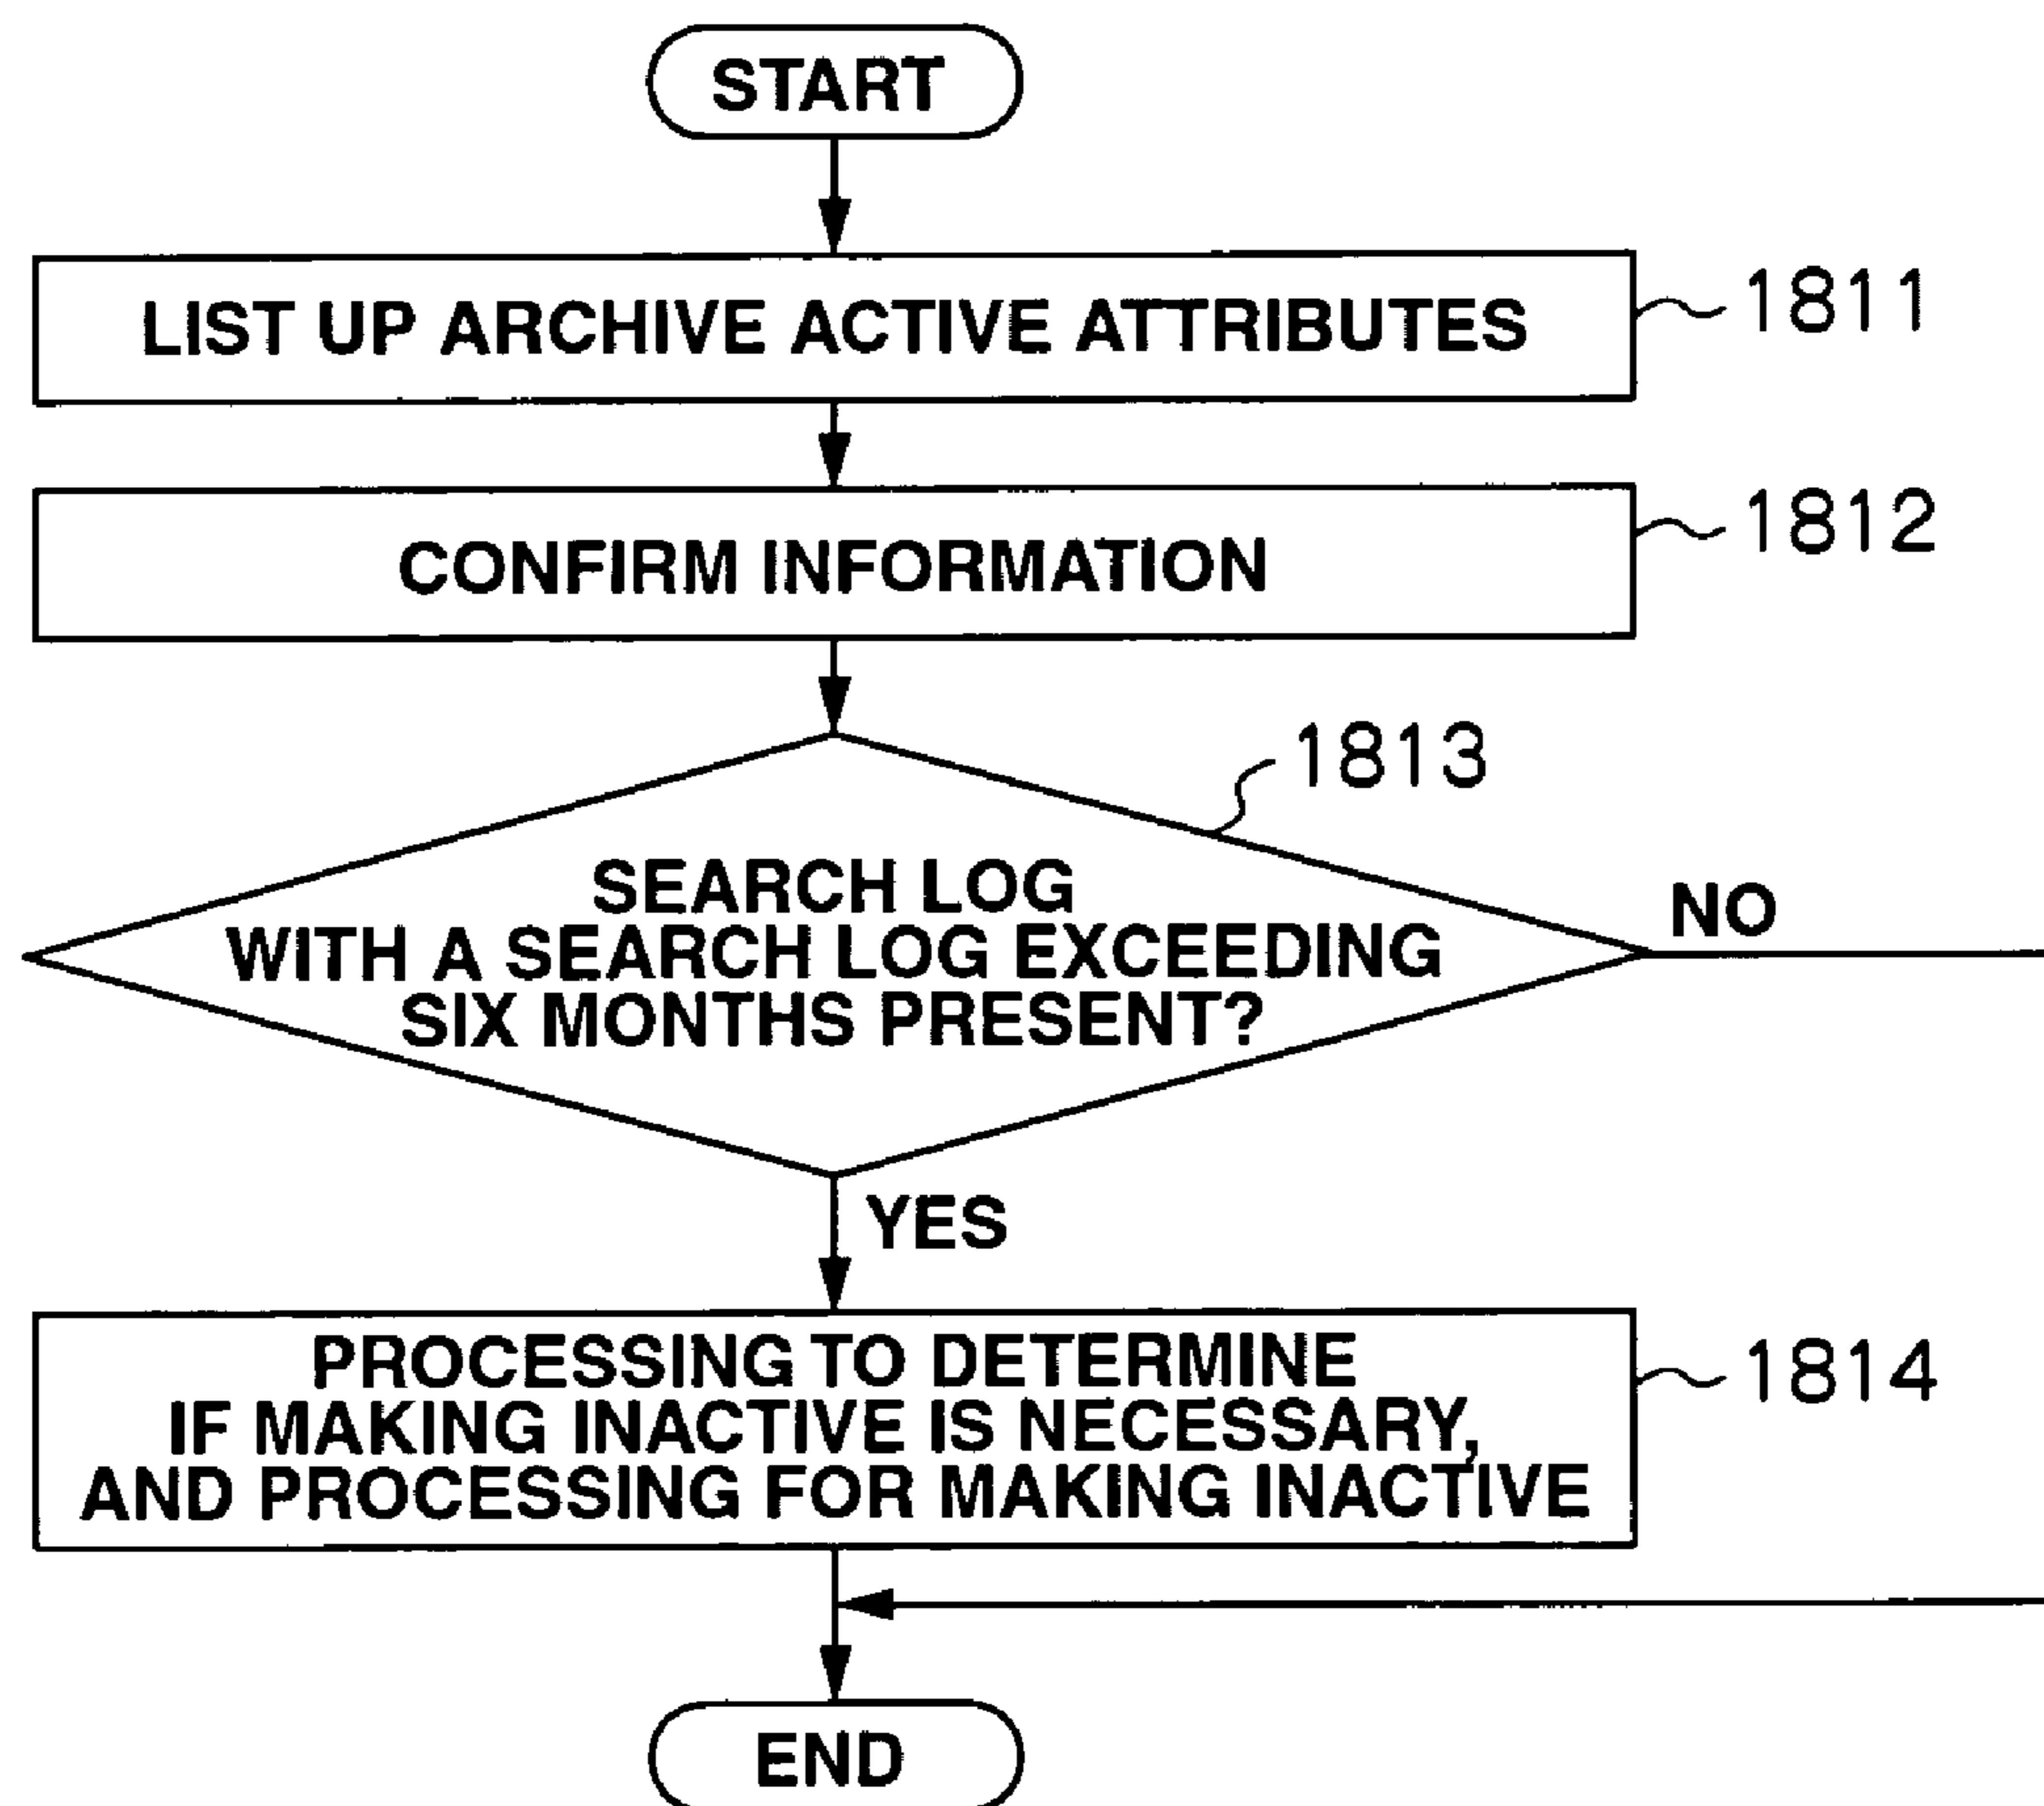 START
LIST UP ARCHIVE ACTIVE ATTRIBUTES
1811
CONFIRM INFORMATION
1812
1813
SEARCH LOG
WITH A SEARCH LOG EXCEEDING
SIX MONTHS PRESENT?
NO
YES
PROCESSING TO DETERMINE
IF MAKING INACTIVE IS NECESSARY,
AND PROCESSING FOR MAKING INACTIVE
1814
END